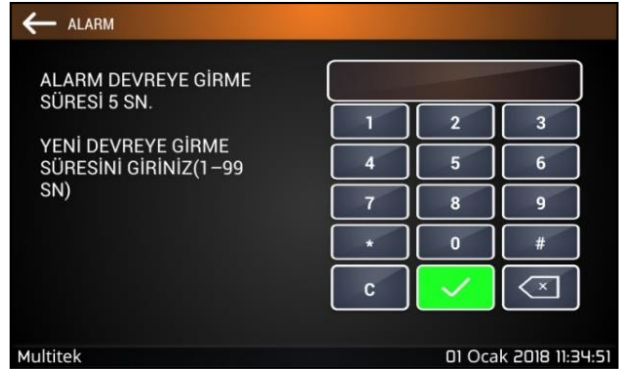 ALARM
ALARM DEVREYE GİRME
SÜRESİ 5 SN.
YENİ DEVREYE GİRME
SÜRESİNİ GİRİNİZ(1–99
SN)
1 2 3
4 5 6
7 8 9
* 0 #
C
Multitek 01 Ocak 2018 11:34:51